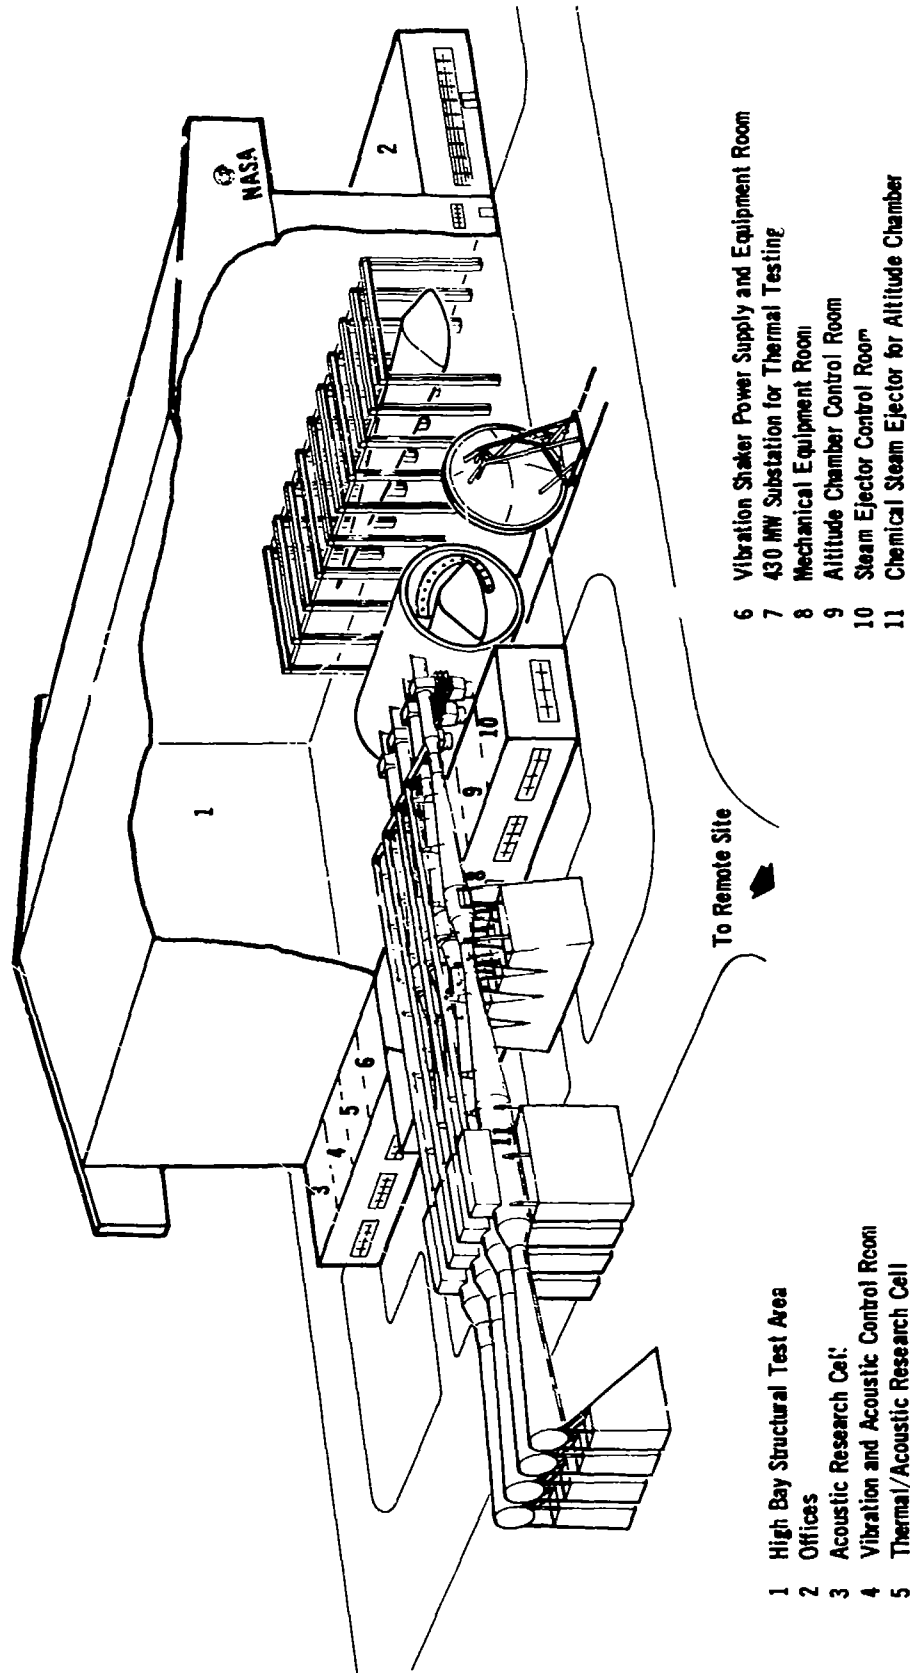 NASA
1
2
3
4
5
6
8
9
10
11
To Remote Site
1 High Bay Structural Test Area
2 Offices
3 Acoustic Research Cell
4 Vibration and Acoustic Control Room
5 Thermal/Acoustic Research Cell
6 Vibration Shaker Power Supply and Equipment Room
7 430 MW Substation for Thermal Testing
8 Mechanical Equipment Room
9 Altitude Chamber Control Room
10 Steam Ejector Control Room
11 Chemical Steam Ejector for Altitude Chamber